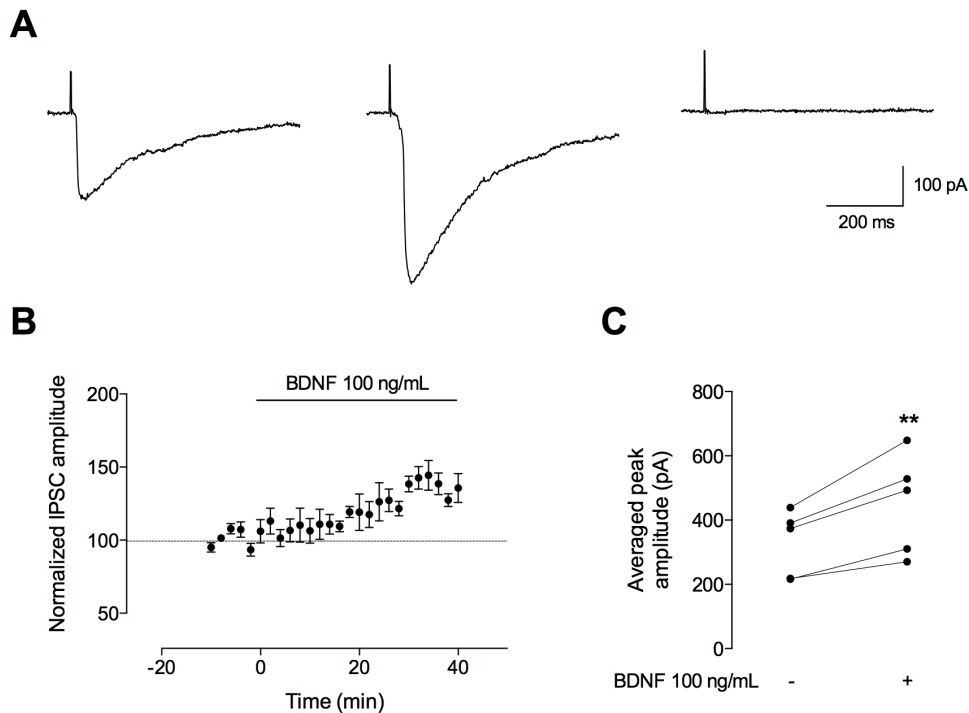 A
100 pA
200 ms
B
BDNF 100 ng/mL
Normalized IPSC amplitude
200
150
100
50
-20
0
20
40
Time (min)
C
Averaged peak
amplitude (pA)
800
600
400
200
0
**
BDNF 100 ng/mL - +